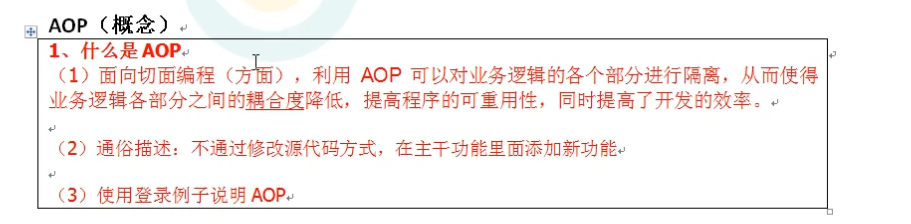 AOP（概念）
1、什么是AOP
（1）面向切面编程（方面），利用 AOP 可以对业务逻辑的各个部分进行隔离，从而使得
业务逻辑各部分之间的耦合度降低，提高程序的可重用性，同时提高了开发的效率。
（2）通俗描述：不通过修改源代码方式，在主干功能里面添加新功能
（3）使用登录例子说明 AOP